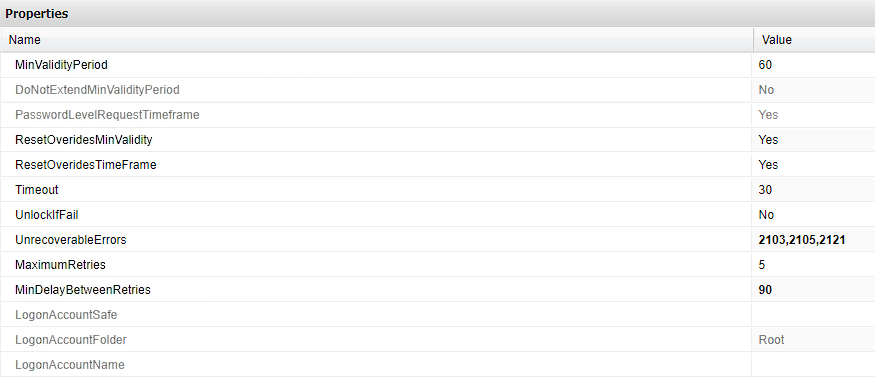 Properties
Name Value
MinValidityPeriod 60
DoNotExtendMinValidityPeriod No
PasswordLevelRequestTimeframe Yes
ResetOveridesMinValidity Yes
ResetOveridesTimeFrame Yes
Timeout 30
UnlockIfFail No
UnrecoverableErrors 2103,2105,2121
MaximumRetries 5
MinDelayBetweenRetries 90
LogonAccountSafe
LogonAccountFolder Root
LogonAccountName